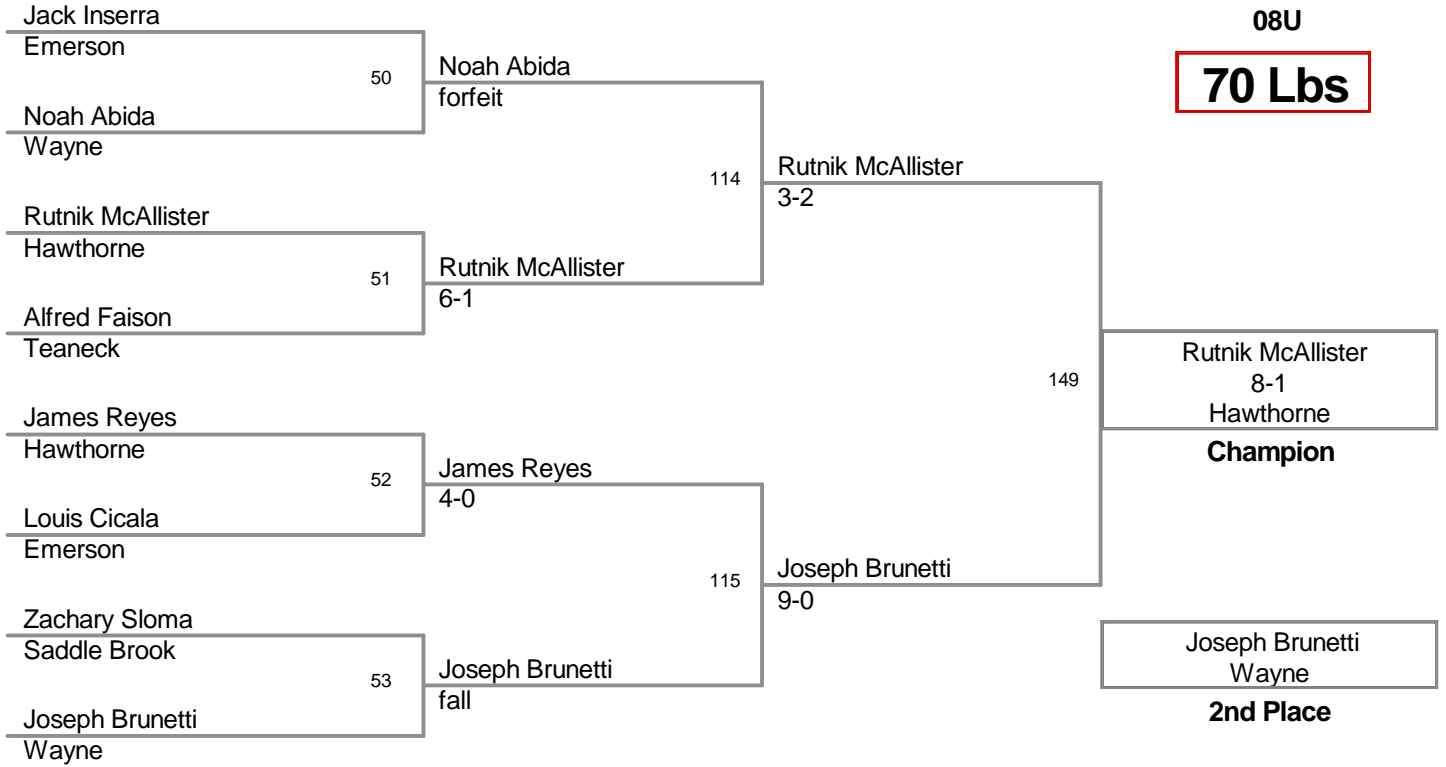 Jack Inserra
Emerson
50
Noah Abida
Wayne
Noah Abida
forfeit
Rutnik McAllister
Hawthorne
51
Alfred Faison
Teaneck
Rutnik McAllister
6-1
114
Rutnik McAllister
3-2
James Reyes
Hawthorne
52
Louis Cicala
Emerson
James Reyes
4-0
Zachary Sloma
Saddle Brook
53
Joseph Brunetti
Wayne
Joseph Brunetti
fall
115
Joseph Brunetti
9-0
149
08U
70 Lbs
Rutnik McAllister
8-1
Hawthorne
Champion
Joseph Brunetti
Wayne
2nd Place